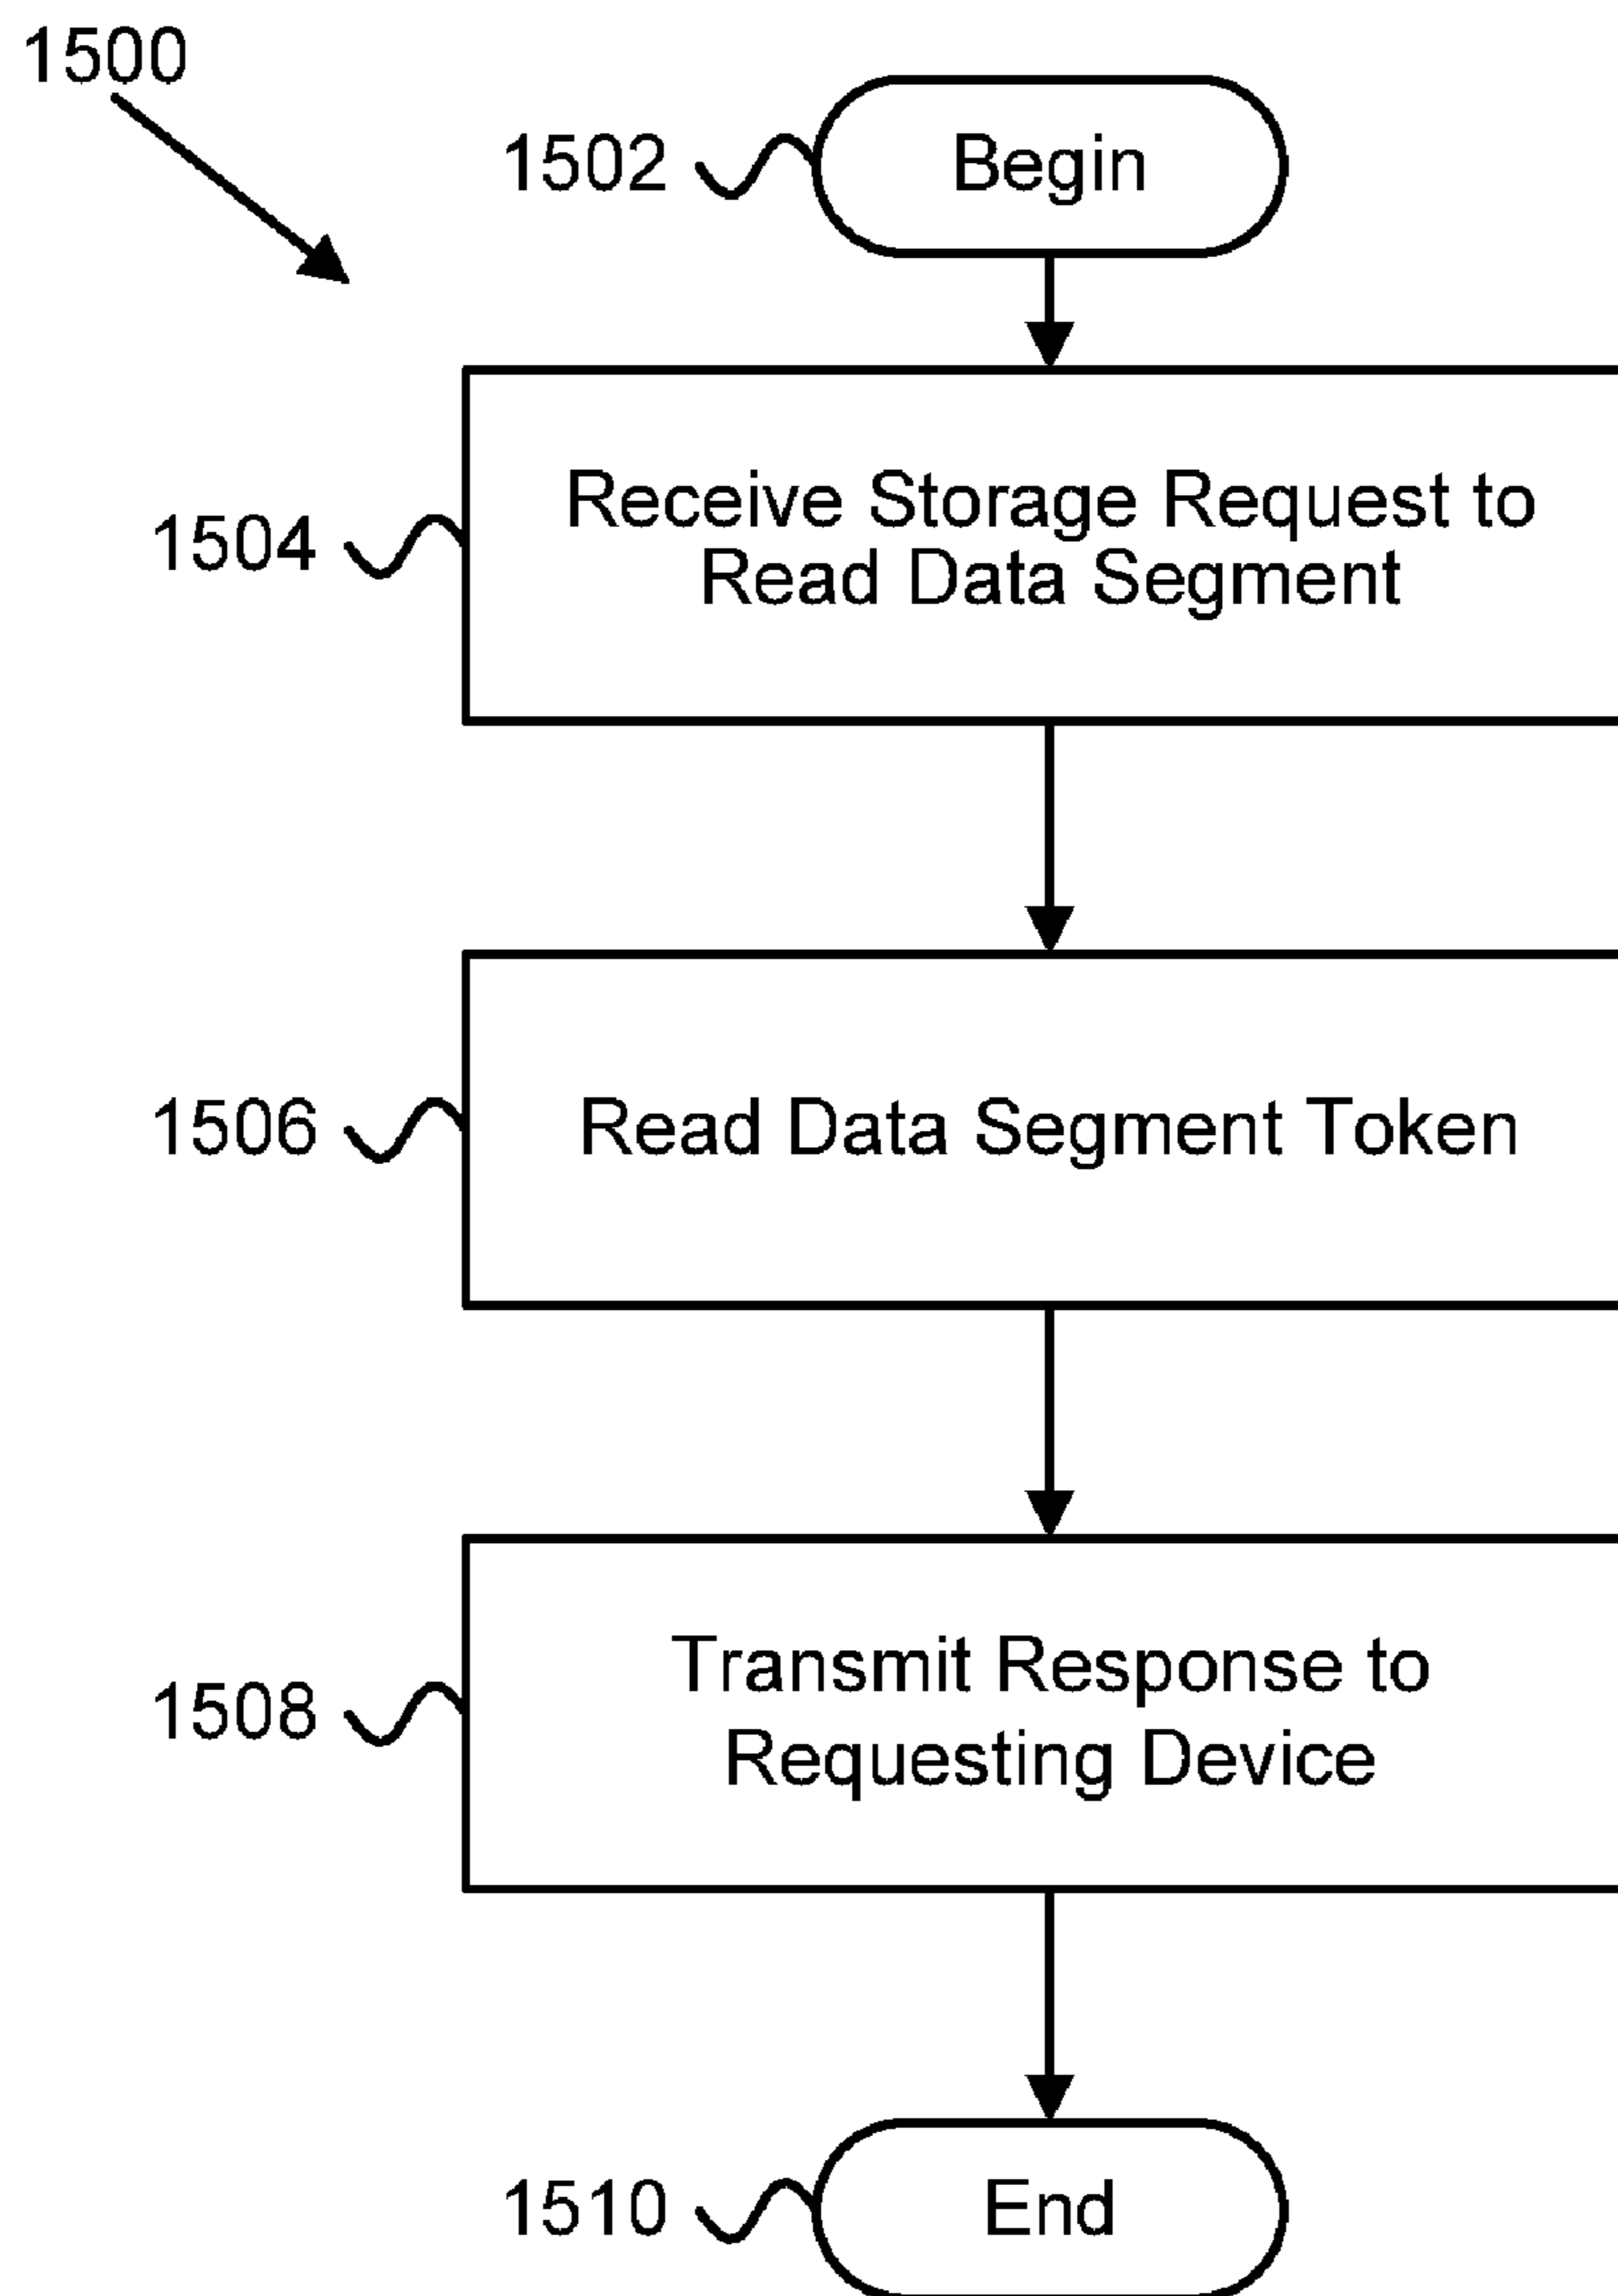 1500
1502
Begin
1504
Receive Storage Request to
Read Data Segment
1506
Read Data Segment Token
1508
Transmit Response to
Requesting Device
1510
End